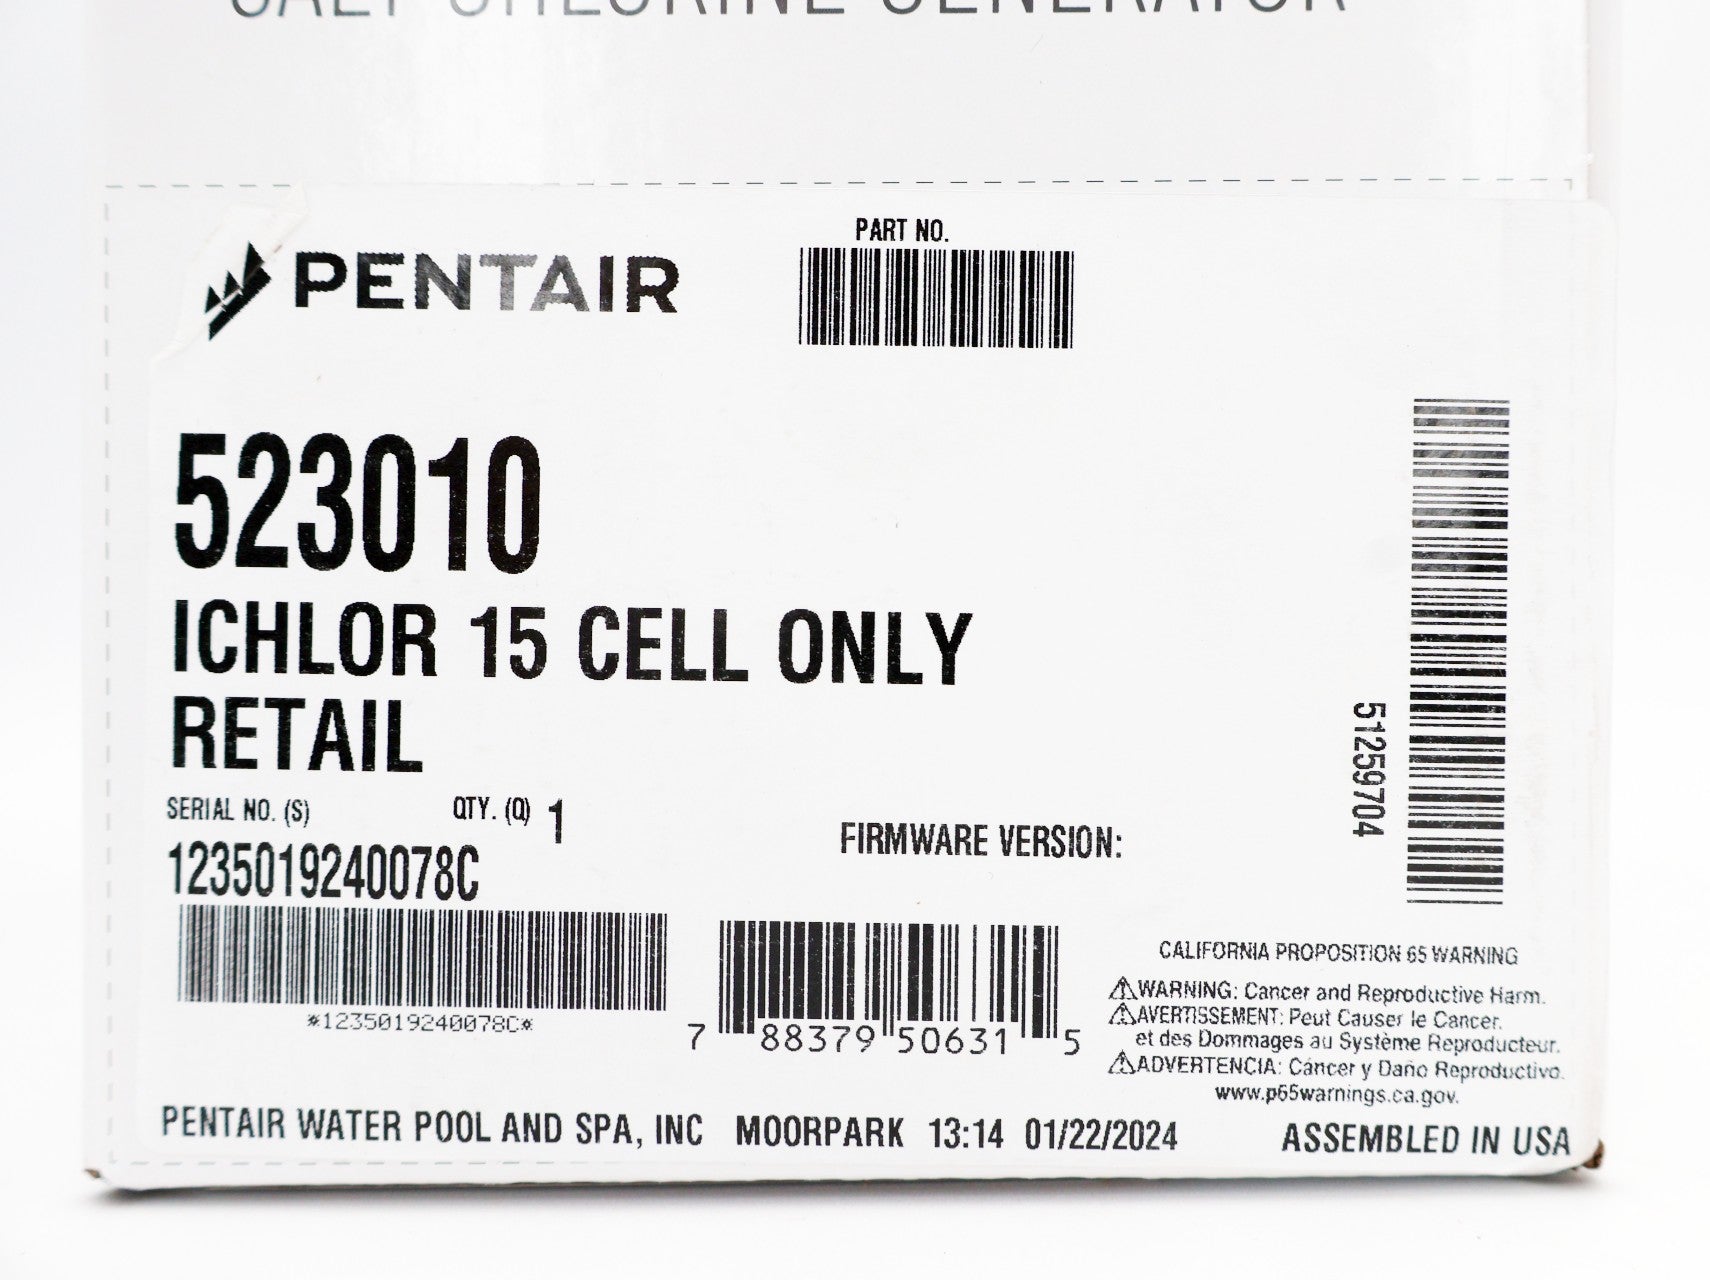 SALT CHLORINE GENERATOR
PENTAIR
PART NO.
523010
ICHLOR 15 CELL ONLY
RETAIL
SERIAL NO. (S) QTY. (Q) 1
1235019240078C
*1235019240078C*
FIRMWARE VERSION:
51259704
7 88379 50631 5
CALIFORNIA PROPOSITION 65 WARNING
⚠WARNING: Cancer and Reproductive Harm.
⚠AVERTISSEMENT: Peut Causer le Cancer.
et des Dommages au Système Reproducteur.
⚠ADVERTENCIA: Cáncer y Daño Reproductivo.
www.p65warnings.ca.gov.
PENTAIR WATER POOL AND SPA, INC MOORPARK 13:14 01/22/2024 ASSEMBLED IN USA